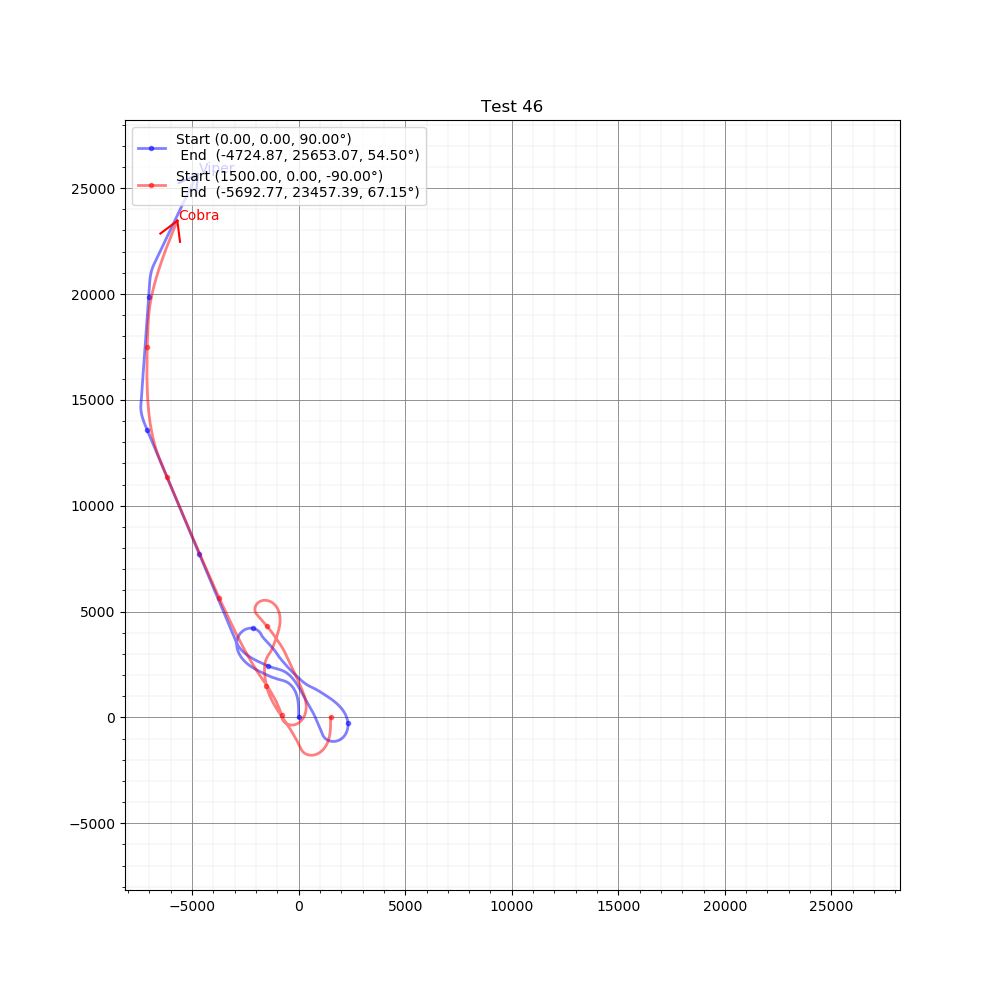 Test 46
Start (0.00, 0.00, 90.00°)
End  (-4724.87, 25653.07, 54.50°)
Start (1500.00, 0.00, -90.00°)
End  (-5692.77, 23457.39, 67.15°)
Viper
Cobra
25000
20000
15000
10000
5000
0
−5000
−5000
0
5000
10000
15000
20000
25000